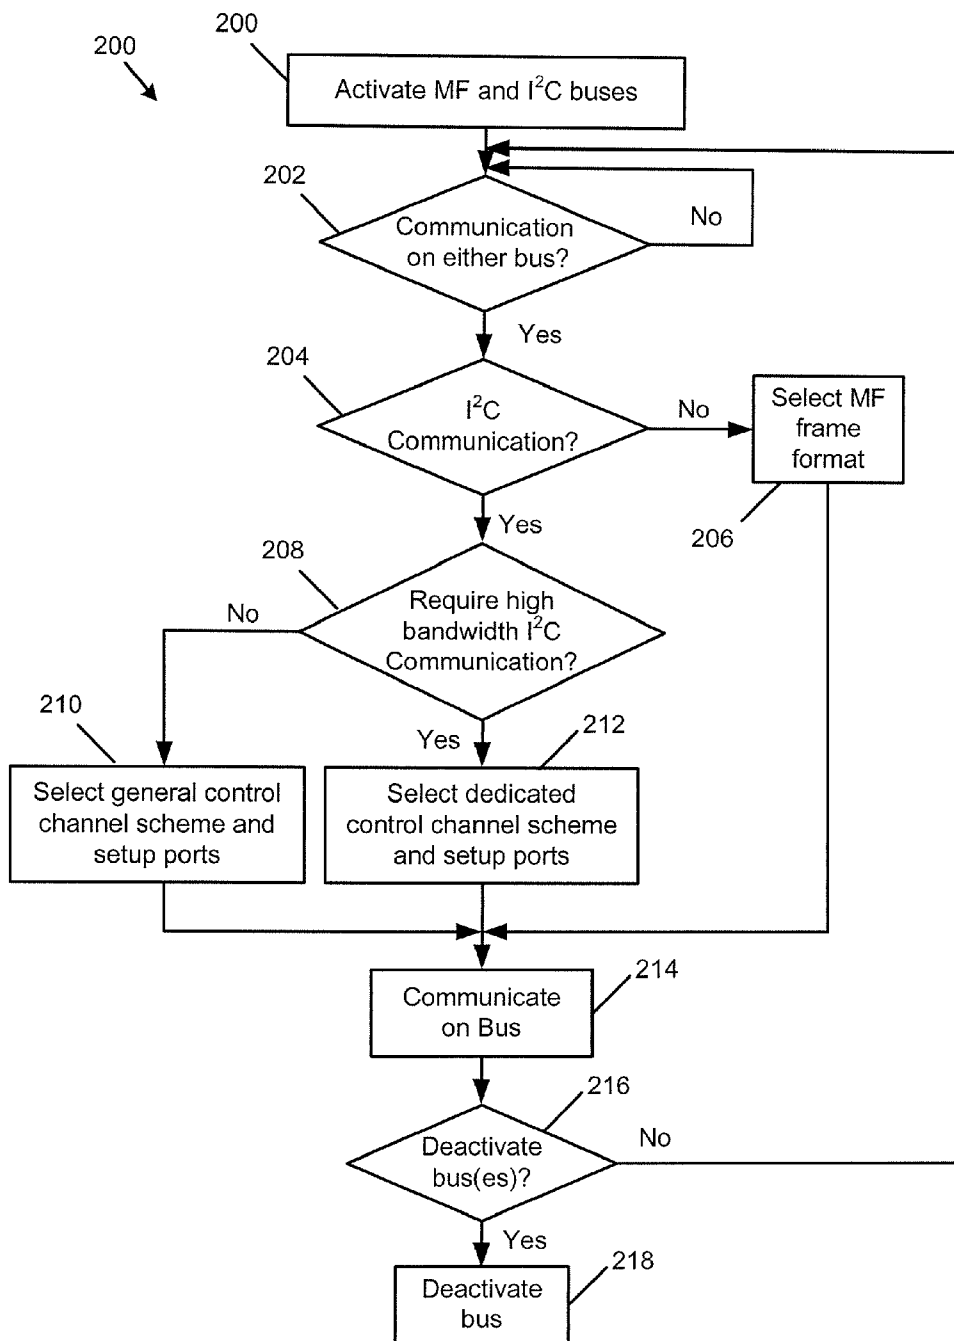 200
200
Activate MF and I²C buses
202
Communication
on either bus?
No
Yes
204
I²C
Communication?
No
Select MF
frame
format
206
Yes
208
Require high
bandwidth I²C
Communication?
No
210
Yes
212
Select general control
channel scheme and
setup ports
Select dedicated
control channel scheme
and setup ports
214
Communicate
on Bus
216
Deactivate
bus(es)?
No
Yes
218
Deactivate
bus